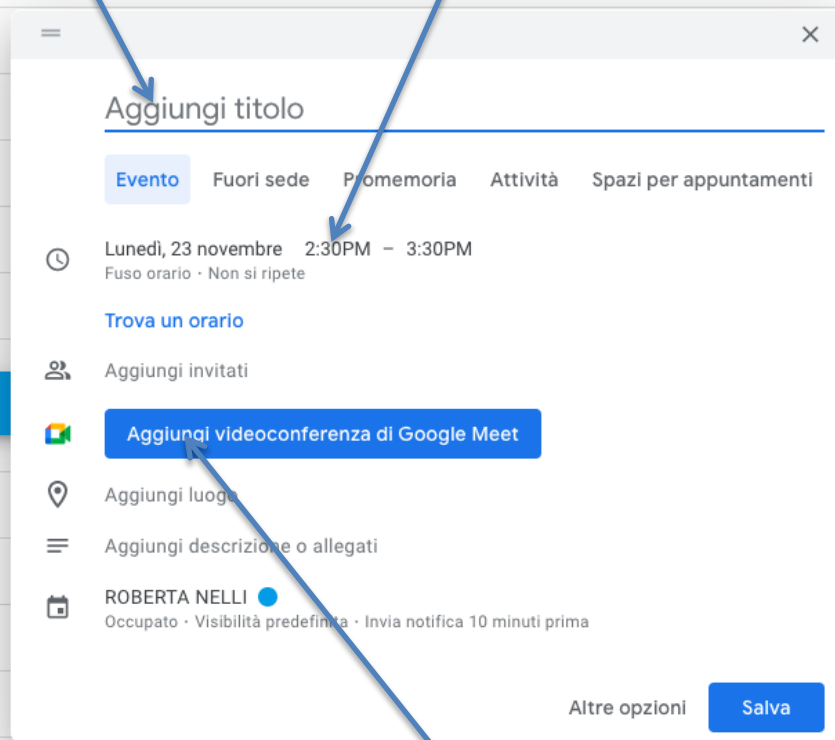 Aggiungi titolo
Evento Fuori sede Promemoria Attività Spazi per appuntamenti
Lunedì, 23 novembre 2:30PM – 3:30PM
Fuso orario · Non si ripete
Trova un orario
Aggiungi invitati
Aggiungi videoconferenza di Google Meet
Aggiungi luogo
Aggiungi descrizione o allegati
ROBERTA NELLI
Occupato · Visibilità predefinita · Invia notifica 10 minuti prima
Altre opzioni Salva